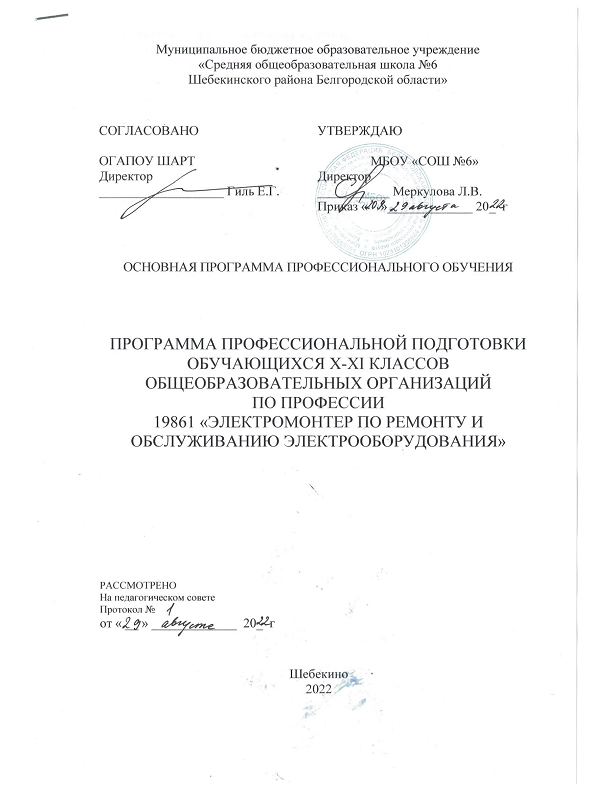 Муниципальное бюджетное образовательное учреждение
«Средняя общеобразовательная школа №6
Шебекинского района Белгородской области»
СОГЛАСОВАНО
УТВЕРЖДАЮ
ОГАПОУ ШАРТ
МБОУ «СОШ №6»
Директор
Директор
Гиль Е.Г.
Меркулова Л.В.
Приказ « » 29 августа 2022 г
ОСНОВНАЯ ПРОГРАММА ПРОФЕССИОНАЛЬНОГО ОБУЧЕНИЯ
ПРОГРАММА ПРОФЕССИОНАЛЬНОЙ ПОДГОТОВКИ
ОБУЧАЮЩИХСЯ X-XI КЛАССОВ
ОБЩЕОБРАЗОВАТЕЛЬНЫХ ОРГАНИЗАЦИЙ
ПО ПРОФЕССИИ
19861 «ЭЛЕКТРОМОНТЕР ПО РЕМОНТУ И
ОБСЛУЖИВАНИЮ ЭЛЕКТРООБОРУДОВАНИЯ»
РАССМОТРЕНО
На педагогическом совете
Протокол № 1
от «29» августа 2022 г
Шебекино
2022